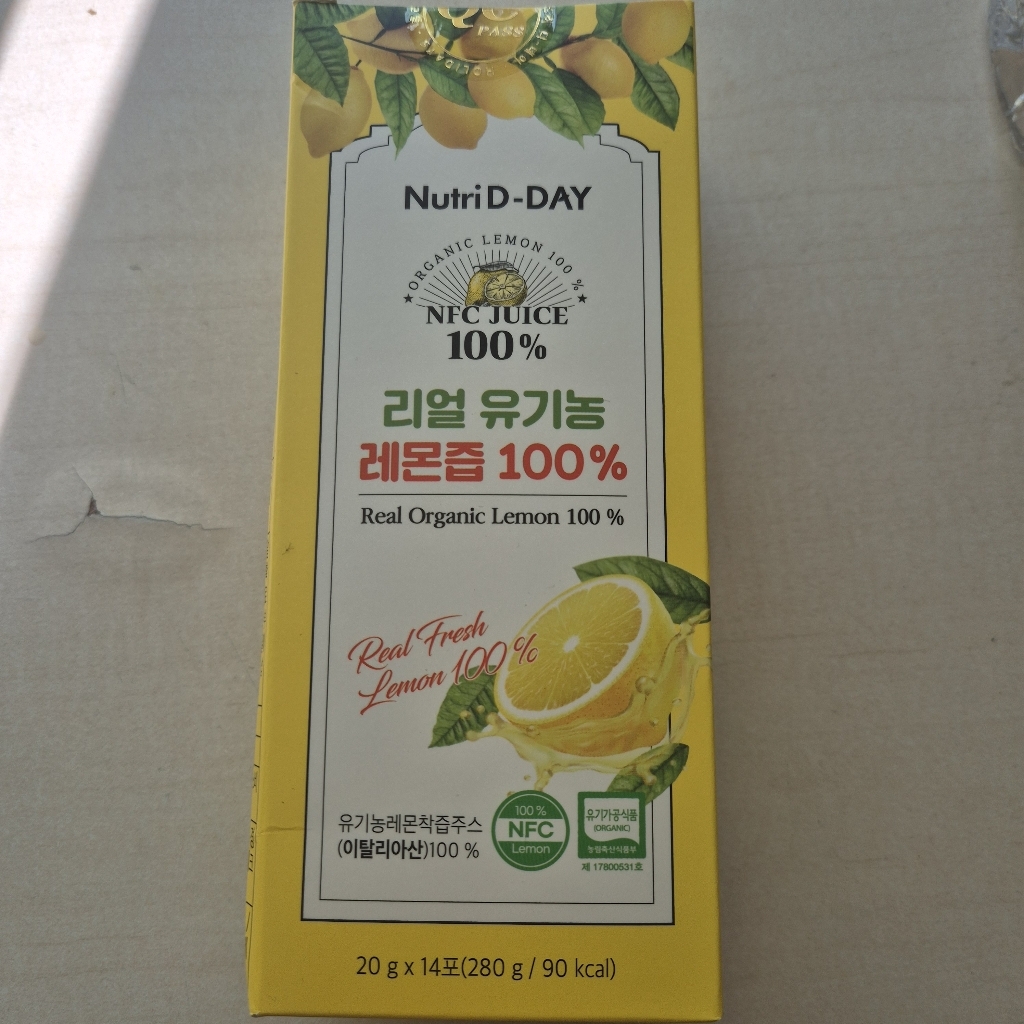 PASS
HOLIDAY
Nutri D-DAY
ORGANIC LEMON 100 %
NFC JUICE
100%
리얼 유기농
레몬즙 100%
Real Organic Lemon 100 %
Real Fresh
Lemon 100 %
유기농레몬착즙주스
(이탈리아산)100 %
100 %
NFC
Lemon
유기가공식품
(ORGANIC)
농림축산식품부
제 17800531호
20 g x 14포(280 g / 90 kcal)